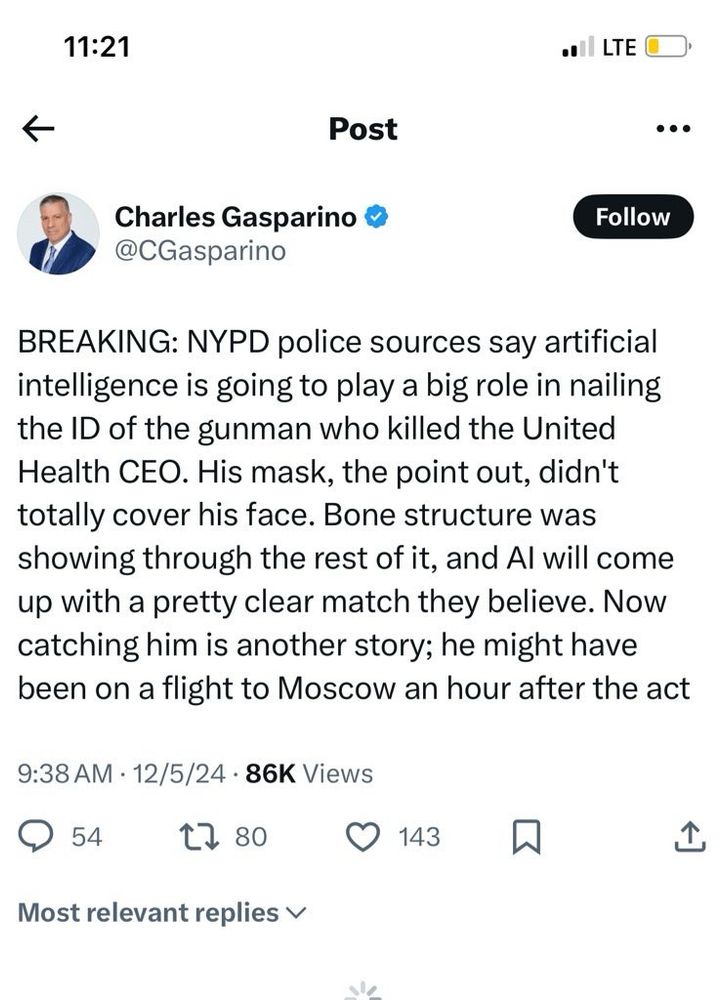 11:21
LTE
Post
Charles Gasparino
Follow
@CGasparino
BREAKING: NYPD police sources say artificial
intelligence is going to play a big role in nailing
the ID of the gunman who killed the United
Health CEO. His mask, the point out, didn't
totally cover his face. Bone structure was
showing through the rest of it, and AI will come
up with a pretty clear match they believe. Now
catching him is another story; he might have
been on a flight to Moscow an hour after the act
9:38 AM · 12/5/24 · 86K Views
54 80 143
Most relevant replies